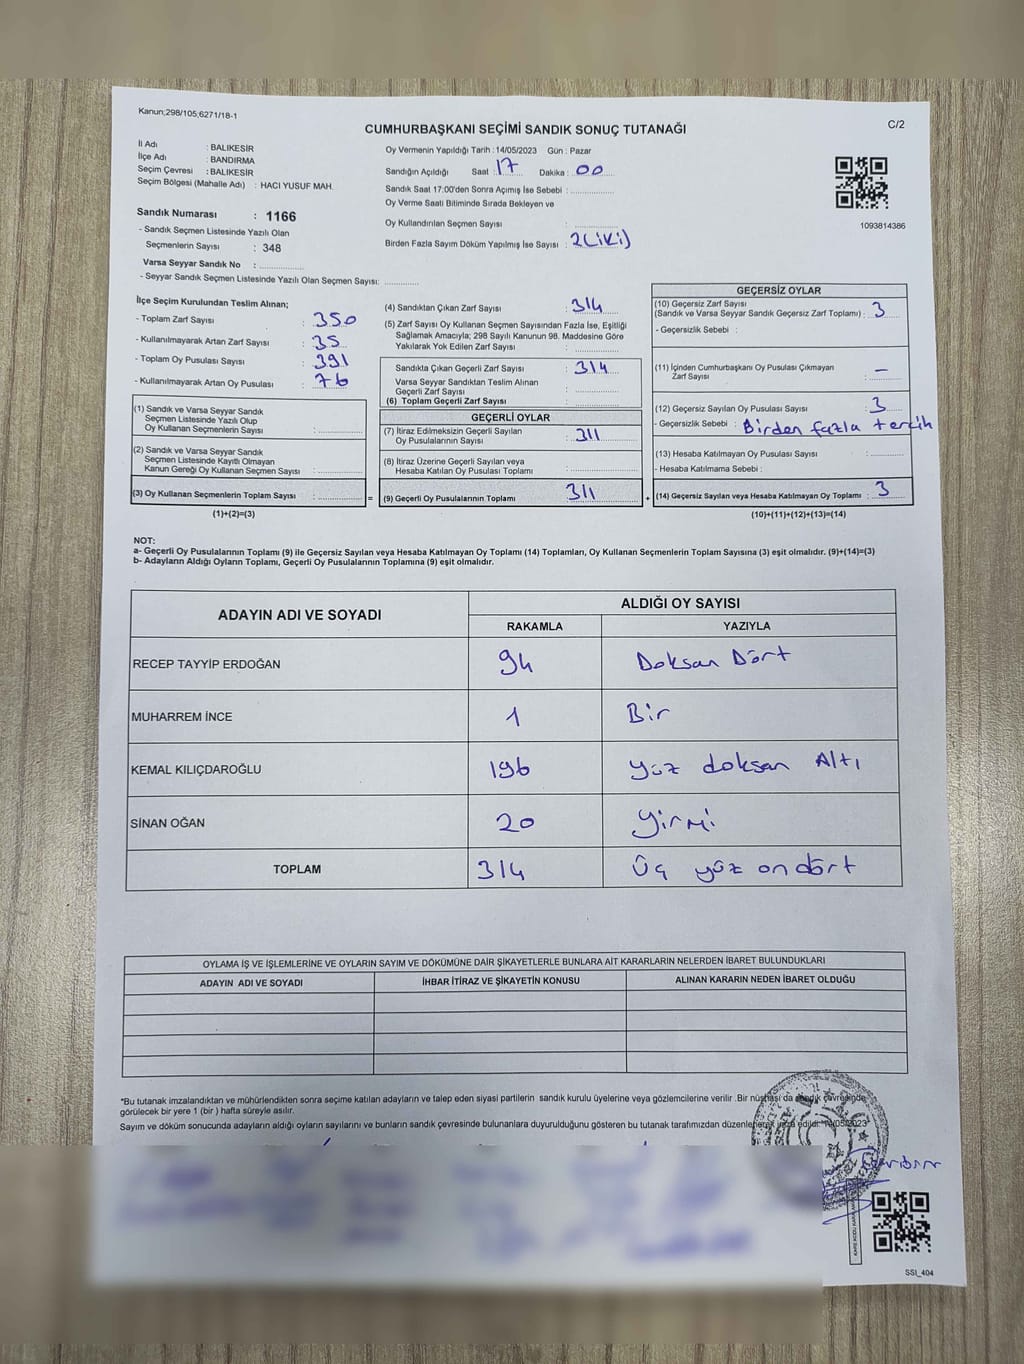 Kanun;298/105;6271/18-1
C/2
CUMHURBAŞKANI SEÇİMİ SANDIK SONUÇ TUTANAĞI
İl Adı : BALIKESİR
İlçe Adı : BANDIRMA
Seçim Çevresi : BALIKESİR
Seçim Bölgesi (Mahalle Adı) : HACI YUSUF MAH.
Sandık Numarası : 1166
- Sandık Seçmen Listesinde Yazılı Olan
Seçmenlerin Sayısı : 348
Varsa Seyyar Sandık No : ..............
- Seyyar Sandık Seçmen Listesinde Yazılı Olan Seçmen Sayısı: ..............
Oy Vermenin Yapıldığı Tarih : 14/05/2023 Gün : Pazar
Sandığın Açıldığı Saat : 17 Dakika : 00
Sandık Saat 17:00'den Sonra Açımış İse Sebebi : ..............
Oy Verme Saati Bitiminde Sırada Bekleyen ve
Oy Kullandırılan Seçmen Sayısı : ..............
Birden Fazla Sayım Döküm Yapılmış İse Sayısı : 2(iki)
1093814386
İlçe Seçim Kurulundan Teslim Alınan;
- Toplam Zarf Sayısı : 350
- Kullanılmayarak Artan Zarf Sayısı : 35
- Toplam Oy Pusulası Sayısı : 391
- Kullanılmayarak Artan Oy Pusulası : 76
(1) Sandık ve Varsa Seyyar Sandık
Seçmen Listesinde Yazılı Olup
Oy Kullanan Seçmenlerin Sayısı : ..............
(2) Sandık ve Varsa Seyyar Sandık
Seçmen Listesinde Kayıtlı Olmayan
Kanun Gereği Oy Kullanan Seçmen Sayısı : ..............
(3) Oy Kullanan Seçmenlerin Toplam Sayısı : ..............
=
(1)+(2)=(3)
(4) Sandıktan Çıkan Zarf Sayısı : 314
(5) Zarf Sayısı Oy Kullanan Seçmen Sayısından Fazla İse, Eşitliği
Sağlamak Amacıyla; 298 Sayılı Kanunun 98. Maddesine Göre
Yakılarak Yok Edilen Zarf Sayısı : ..............
Sandıkta Çıkan Geçerli Zarf Sayısı : 314
Varsa Seyyar Sandıktan Teslim Alınan
Geçerli Zarf Sayısı : ..............
(6) Toplam Geçerli Zarf Sayısı : ..............
GEÇERLİ OYLAR
(7) İtiraz Edilmeksizin Geçerli Sayılan
Oy Pusulalarının Sayısı : 311
(8) İtiraz Üzerine Geçerli Sayılan veya
Hesaba Katılan Oy Pusulası Toplamı : ..............
(9) Geçerli Oy Pusulalarının Toplamı 311
+
GEÇERSİZ OYLAR
(10) Geçersiz Zarf Sayısı
(Sandık ve Varsa Seyyar Sandık Geçersiz Zarf Toplamı) : 3
- Geçersizlik Sebebi :
(11) İçinden Cumhurbaşkanı Oy Pusulası Çıkmayan
Zarf Sayısı : –
(12) Geçersiz Sayılan Oy Pusulası Sayısı : 3
- Geçersizlik Sebebi : Birden fazla tercih
(13) Hesaba Katılmayan Oy Pusulası Sayısı : ..............
- Hesaba Katılmama Sebebi :
(14) Geçersiz Sayılan veya Hesaba Katılmayan Oy Toplamı : 3
(10)+(11)+(12)+(13)=(14)
NOT:
a- Geçerli Oy Pusulalarının Toplamı (9) ile Geçersiz Sayılan veya Hesaba Katılmayan Oy Toplamı (14) Toplamları, Oy Kullanan Seçmenlerin Toplam Sayısına (3) eşit olmalıdır. (9)+(14)=(3)
b- Adayların Aldığı Oyların Toplamı, Geçerli Oy Pusulalarının Toplamına (9) eşit olmalıdır.
ADAYIN ADI VE SOYADI ALDIĞI OY SAYISI
RAKAMLA YAZIYLA
RECEP TAYYİP ERDOĞAN 94 Doksan Dört
MUHARREM İNCE 1 Bir
KEMAL KILIÇDAROĞLU 196 yüz doksan Altı
SİNAN OĞAN 20 yirmi
TOPLAM 314 Üç yüz ondört
OYLAMA İŞ VE İŞLEMLERİNE VE OYLARIN SAYIM VE DÖKÜMÜNE DAİR ŞİKAYETLERLE BUNLARA AİT KARARLARIN NELERDEN İBARET BULUNDUKLARI
ADAYIN ADI VE SOYADI İHBAR İTİRAZ VE ŞİKAYETİN KONUSU ALINAN KARARIN NEDEN İBARET OLDUĞU
*Bu tutanak imzalandıktan ve mühürlendikten sonra seçime katılan adayların ve talep eden siyasi partilerin sandık kurulu üyelerine veya gözlemcilerine verilir .Bir nüshası da sandık çevresinde
görülecek bir yere 1 (bir ) hafta süreyle asılır.
Sayım ve döküm sonucunda adayların aldığı oyların sayılarını ve bunların sandık çevresinde bulunanlara duyurulduğunu gösteren bu tutanak tarafımızdan düzenlenerek imza edildi. 14/05/2023
SSI_404